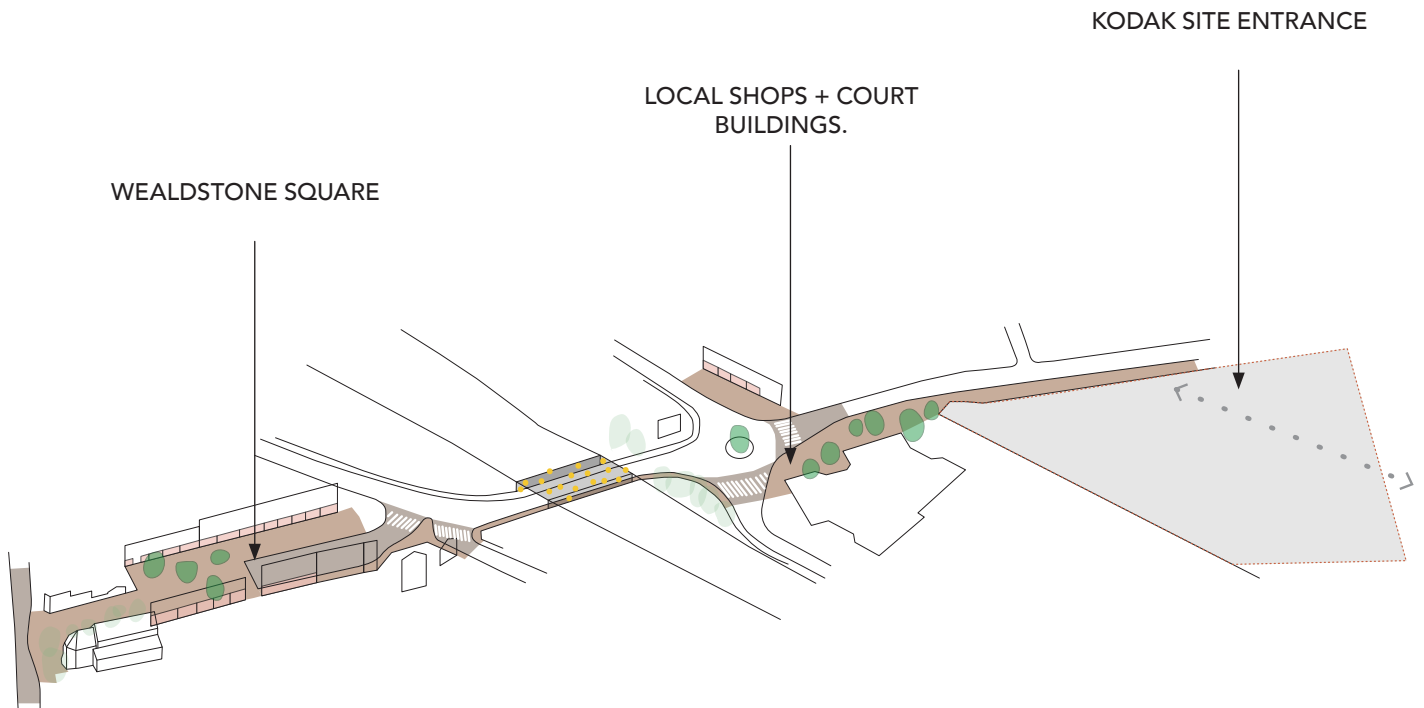 KODAK SITE ENTRANCE
LOCAL SHOPS + COURT
BUILDINGS.
WEALDSTONE SQUARE